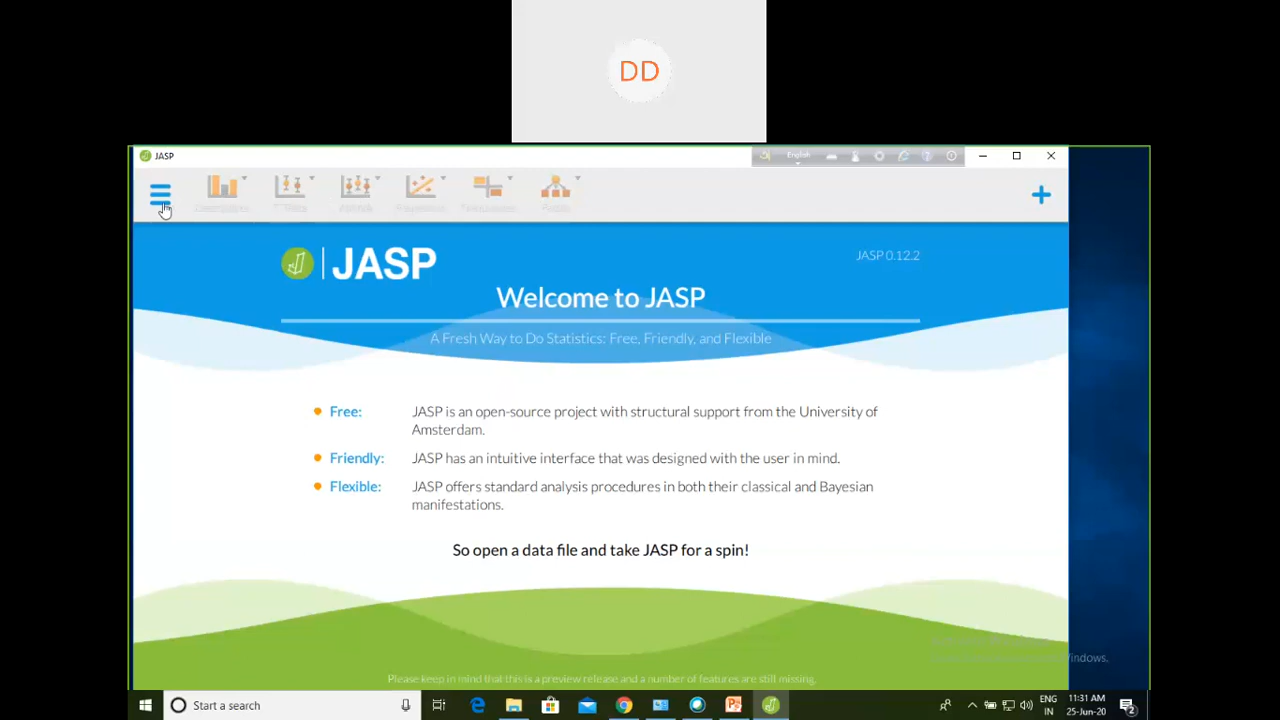 DD
JASP
English
JASP
JASP 0.12.2
Welcome to JASP
A Fresh Way to Do Statistics: Free, Friendly, and Flexible
Free:
JASP is an open-source project with structural support from the University of
Amsterdam.
Friendly:
JASP has an intuitive interface that was designed with the user in mind.
Flexible:
JASP offers standard analysis procedures in both their classical and Bayesian
manifestations.
So open a data file and take JASP for a spin!
Windows.
Please keep in mind that this is a preview release and a number of features are still missing.
Start a search
ENG
IN
11:31 AM
25-Jun-20
2